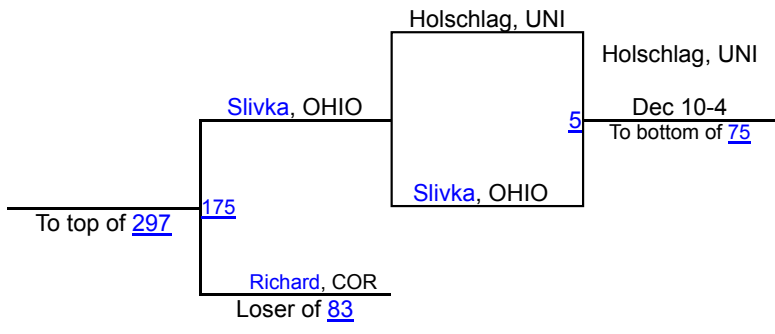 Holschlag, UNI
Holschlag, UNI
Slivka, OHIO
Dec 10-4
5
To bottom of 75
Slivka, OHIO
175
To top of 297
Richard, COR
Loser of 83